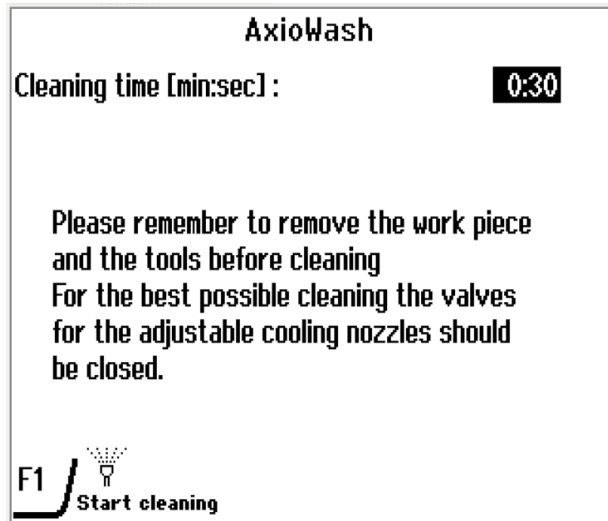 AxioWash
Cleaning time [min:sec] : 0:30
Please remember to remove the work piece
and the tools before cleaning
For the best possible cleaning the valves
for the adjustable cooling nozzles should
be closed.
F1
Start cleaning